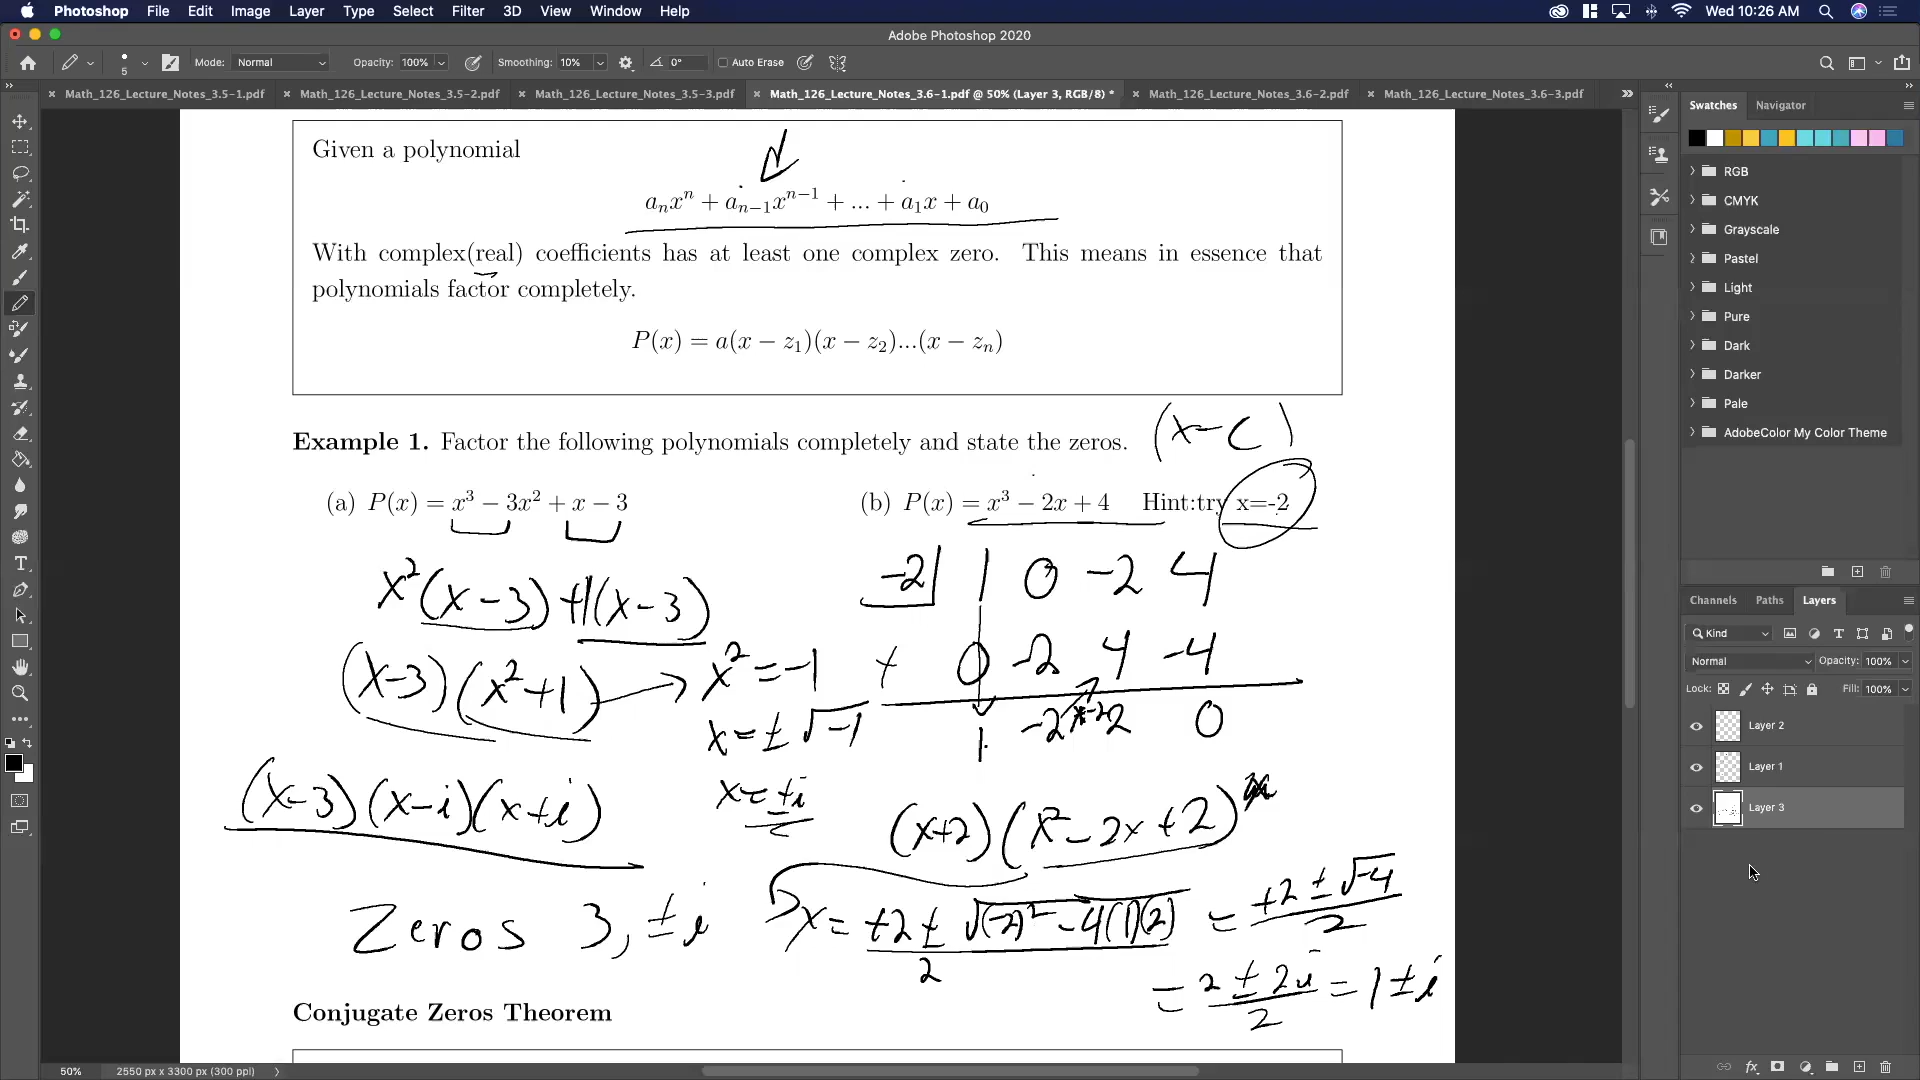 Photoshop File Edit Image Layer Type Select Filter 3D View Window Help Wed 10:26 AM
Adobe Photoshop 2020
5 Mode: Normal Opacity: 100% Smoothing: 10% 0° Auto Erase
Math_126_Lecture_Notes_3.5-1.pdf Math_126_Lecture_Notes_3.5-2.pdf Math_126_Lecture_Notes_3.5-3.pdf Math_126_Lecture_Notes_3.6-1.pdf @ 50% (Layer 3, RGB/8) * Math_126_Lecture_Notes_3.6-2.pdf Math_126_Lecture_Notes_3.6-3.pdf
Given a polynomial
aₙxⁿ + aₙ₋₁xⁿ⁻¹ + ... + a₁x + a₀
With complex(real) coefficients has at least one complex zero. This means in essence that
polynomials factor completely.
P(x) = a(x − z₁)(x − z₂)...(x − zₙ)
Example 1. Factor the following polynomials completely and state the zeros.
(x-c)
(a) P(x) = x³ − 3x² + x − 3
(b) P(x) = x³ − 2x + 4 Hint:try x=-2
x²(x-3)+1(x-3)
(x-3)(x²+1) → x²=-1
x=±√-1
x=±i
(x-3)(x-i)(x+i)
Zeros 3, ±i
-2| 1 0 -2 4
+ 0 -2 4 -4
1 -2 2 0
(x+2)(x²-2x+2)
x= +2±√(-2)²-4(1)(2) / 2 = +2±√-4 / 2
= 2±2i / 2 = 1±i
Conjugate Zeros Theorem
50% 2550 px x 3300 px (300 ppi)
Swatches Navigator
RGB
CMYK
Grayscale
Pastel
Light
Pure
Dark
Darker
Pale
AdobeColor My Color Theme
Channels Paths Layers
Kind
Normal Opacity: 100%
Lock: Fill: 100%
Layer 2
Layer 1
Layer 3
fx